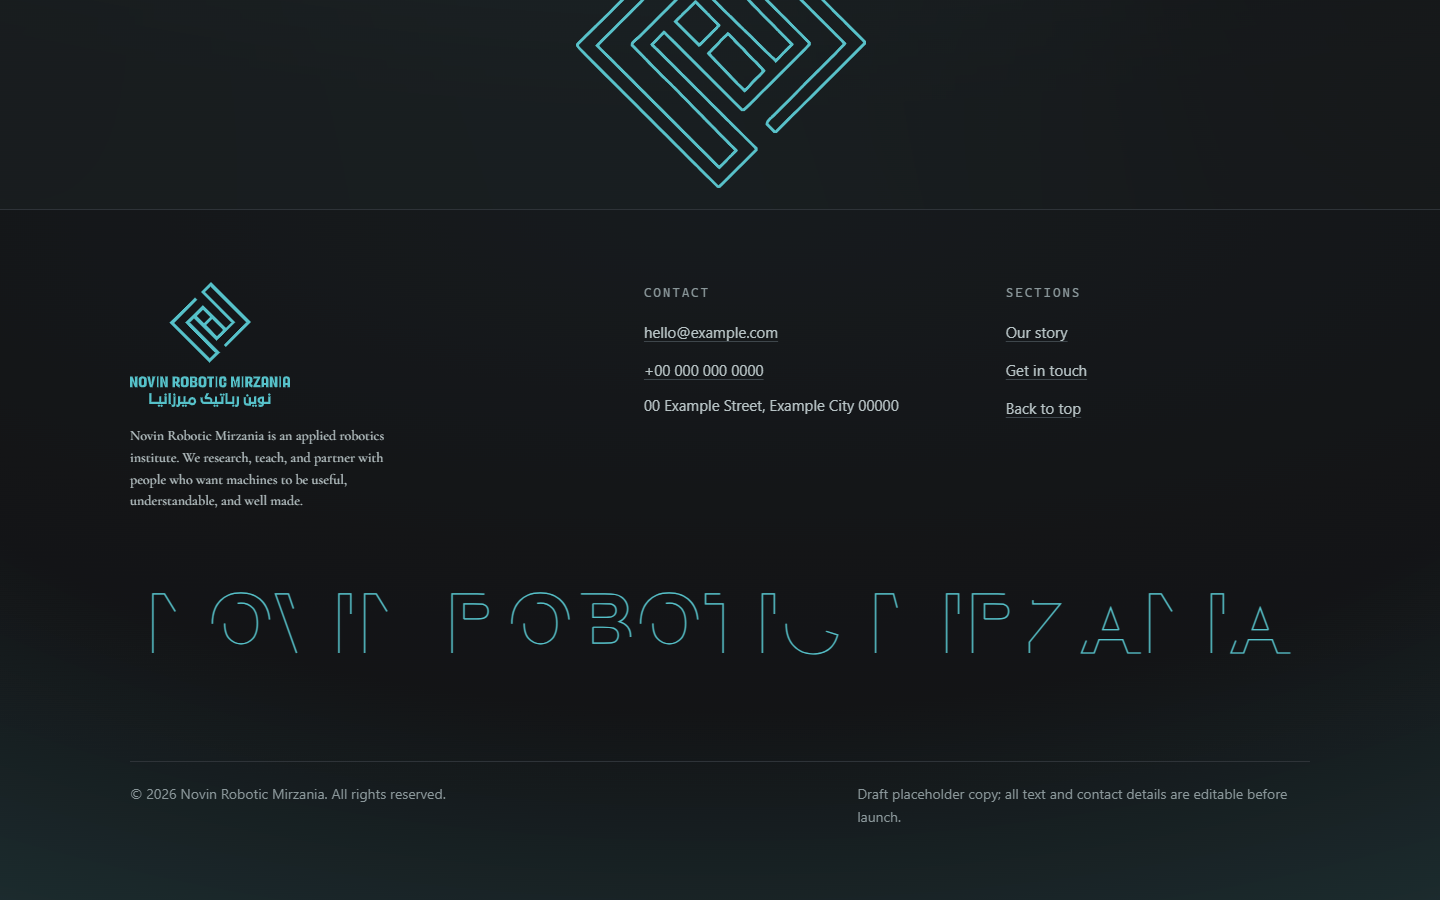 NOVIN ROBOTIC MIRZANIA
نوین رباتیک میرزانیا
Novin Robotic Mirzania is an applied robotics
institute. We research, teach, and partner with
people who want machines to be useful,
understandable, and well made.
CONTACT
hello@example.com
+00 000 000 0000
00 Example Street, Example City 00000
SECTIONS
Our story
Get in touch
Back to top
NOVIN ROBOTIC MIRZANIA
© 2026 Novin Robotic Mirzania. All rights reserved.
Draft placeholder copy; all text and contact details are editable before
launch.